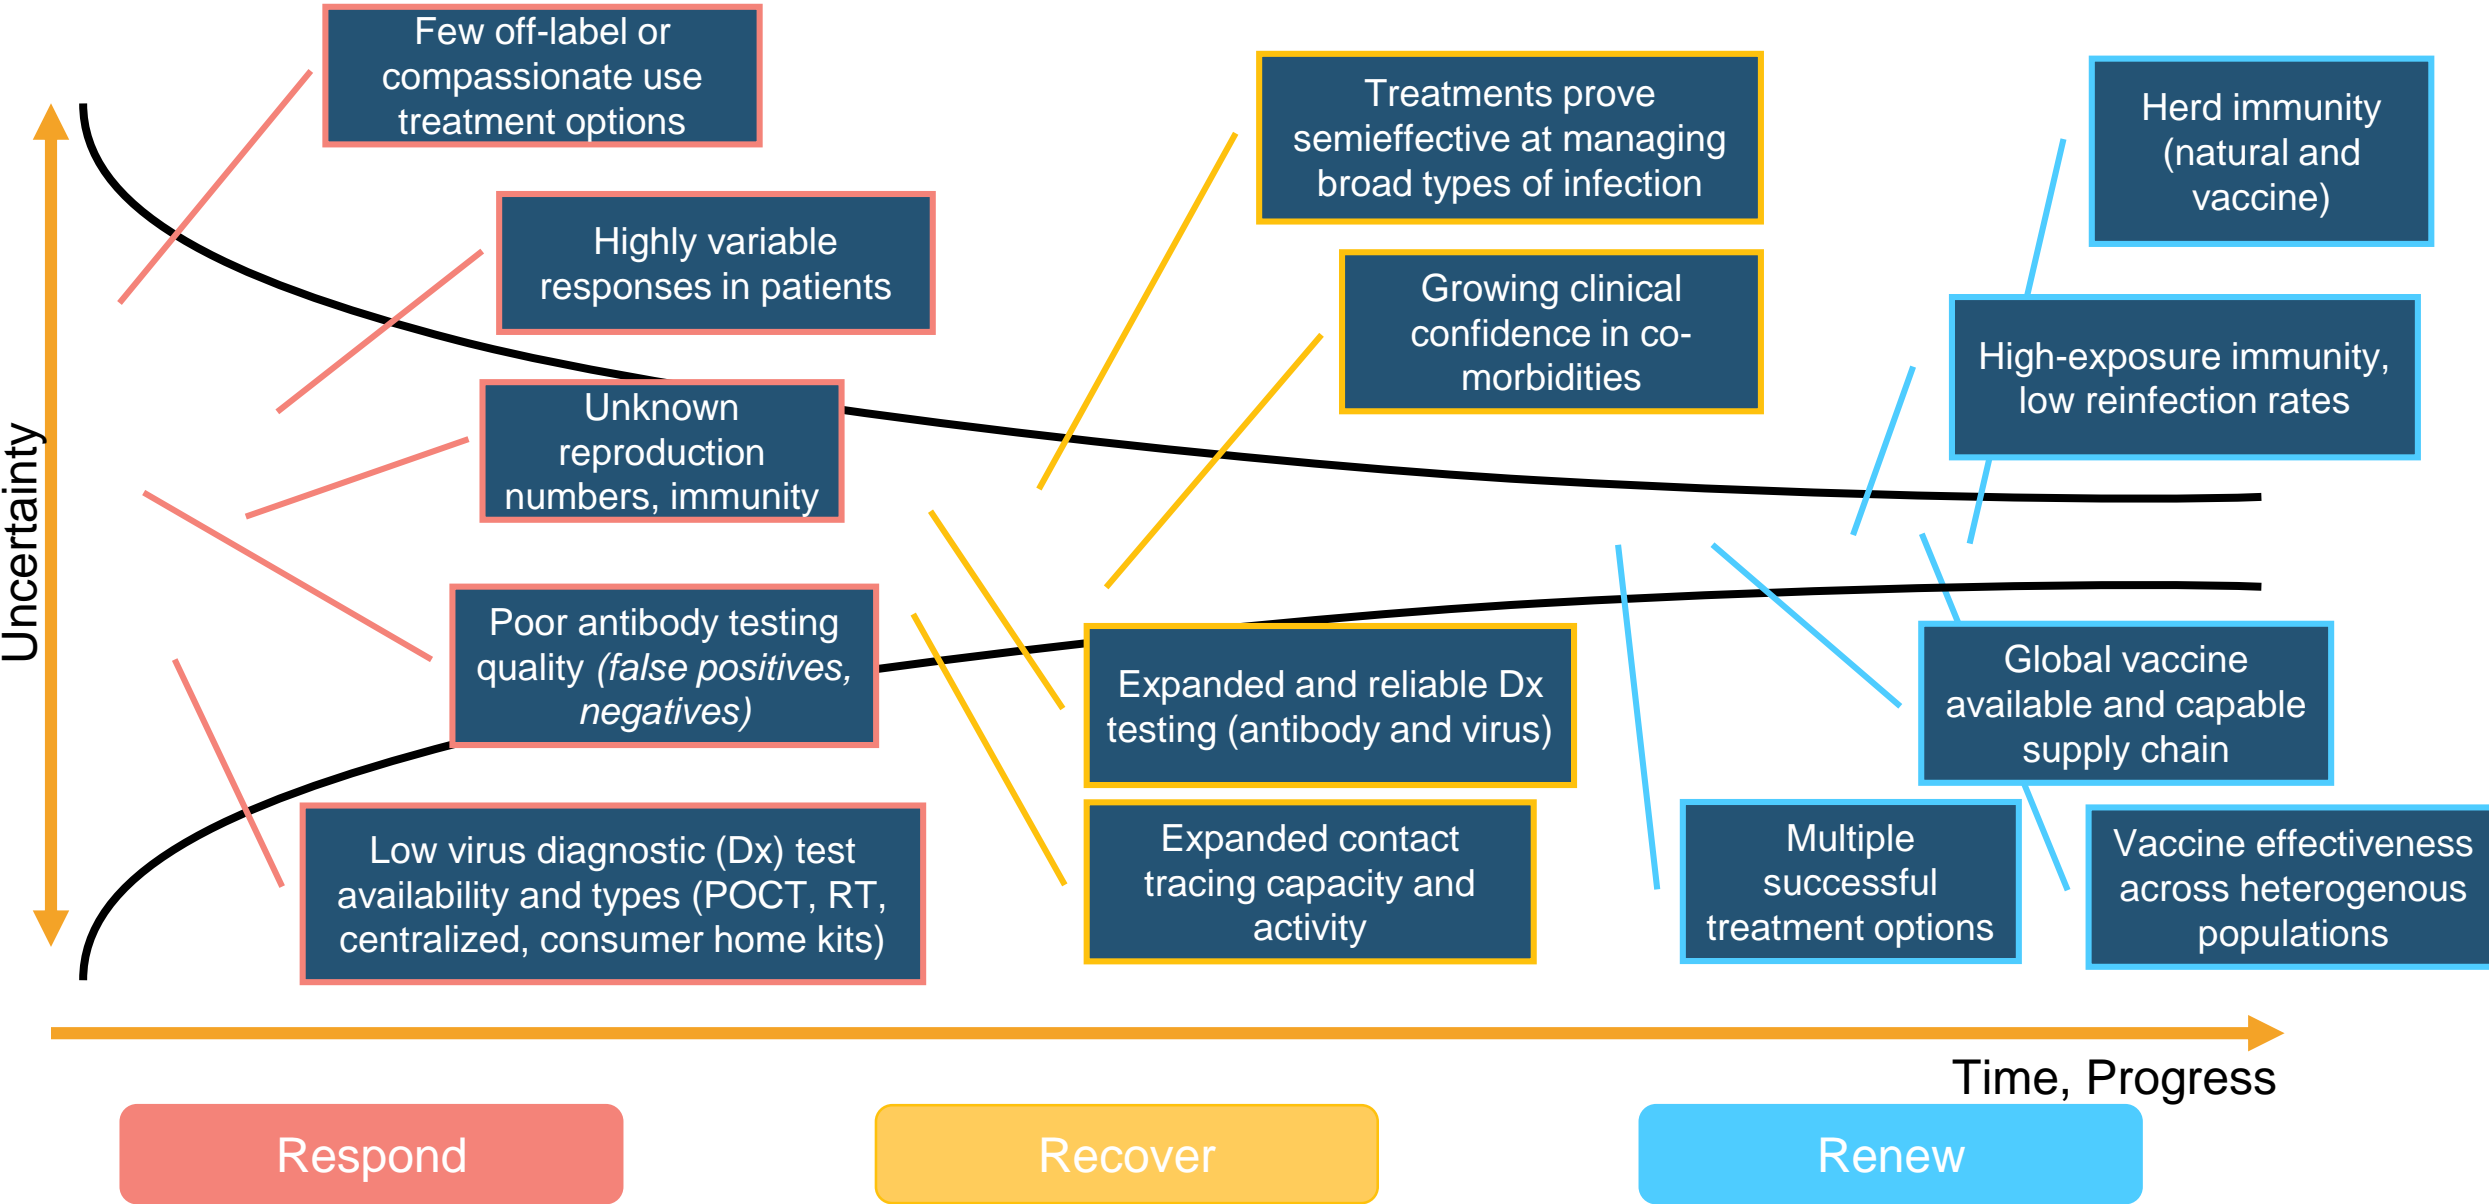 Few off-label or
compassionate use
treatment options
Highly variable
responses in patients
Unknown
reproduction
numbers, immunity
Poor antibody testing
quality (false positives,
negatives)
Low virus diagnostic (Dx) test
availability and types (POCT, RT,
centralized, consumer home kits)
Treatments prove
semieffective at managing
broad types of infection
Growing clinical
confidence in co-
morbidities
Expanded and reliable Dx
testing (antibody and virus)
Expanded contact
tracing capacity and
activity
Herd immunity
(natural and
vaccine)
High-exposure immunity,
low reinfection rates
Global vaccine
available and capable
supply chain
Multiple
successful
treatment options
Vaccine effectiveness
across heterogenous
populations
Uncertainty
Time, Progress
Respond
Recover
Renew